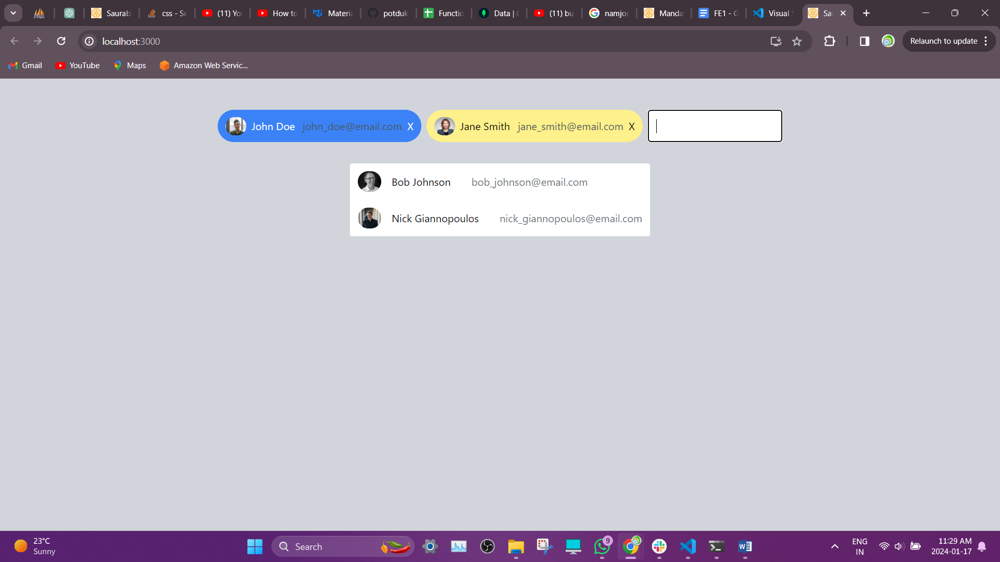 Saurab
css - Se
(11) You
How to
Materia
potduk
Functio
Data | C
(11) bu
namjoo
Manda
FE1 - G
Visual S
Sau
localhost:3000
Relaunch to update
Gmail
YouTube
Maps
Amazon Web Servic...
John Doe john_doe@email.com X
Jane Smith jane_smith@email.com X
Bob Johnson bob_johnson@email.com
Nick Giannopoulos nick_giannopoulos@email.com
23°C
Sunny
Search
9
ENG
IN
11:29 AM
2024-01-17